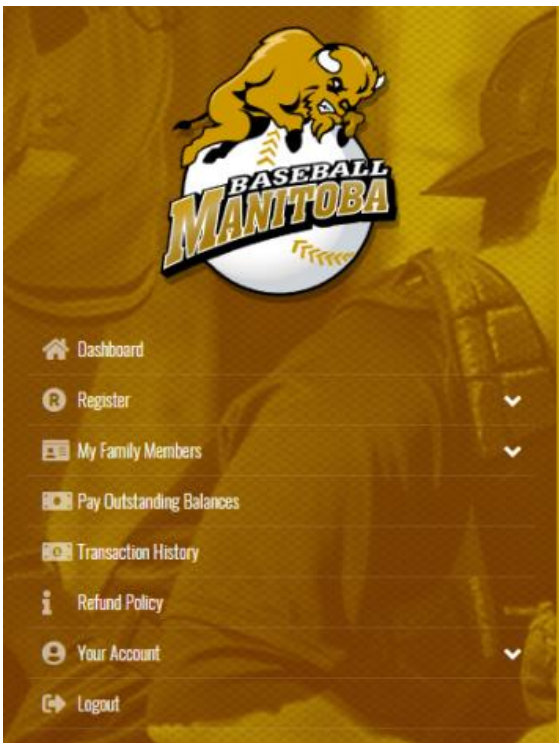 BASEBALL
MANITOBA
Dashboard
R Register
My Family Members
Pay Outstanding Balances
Transaction History
i Refund Policy
Your Account
Logout